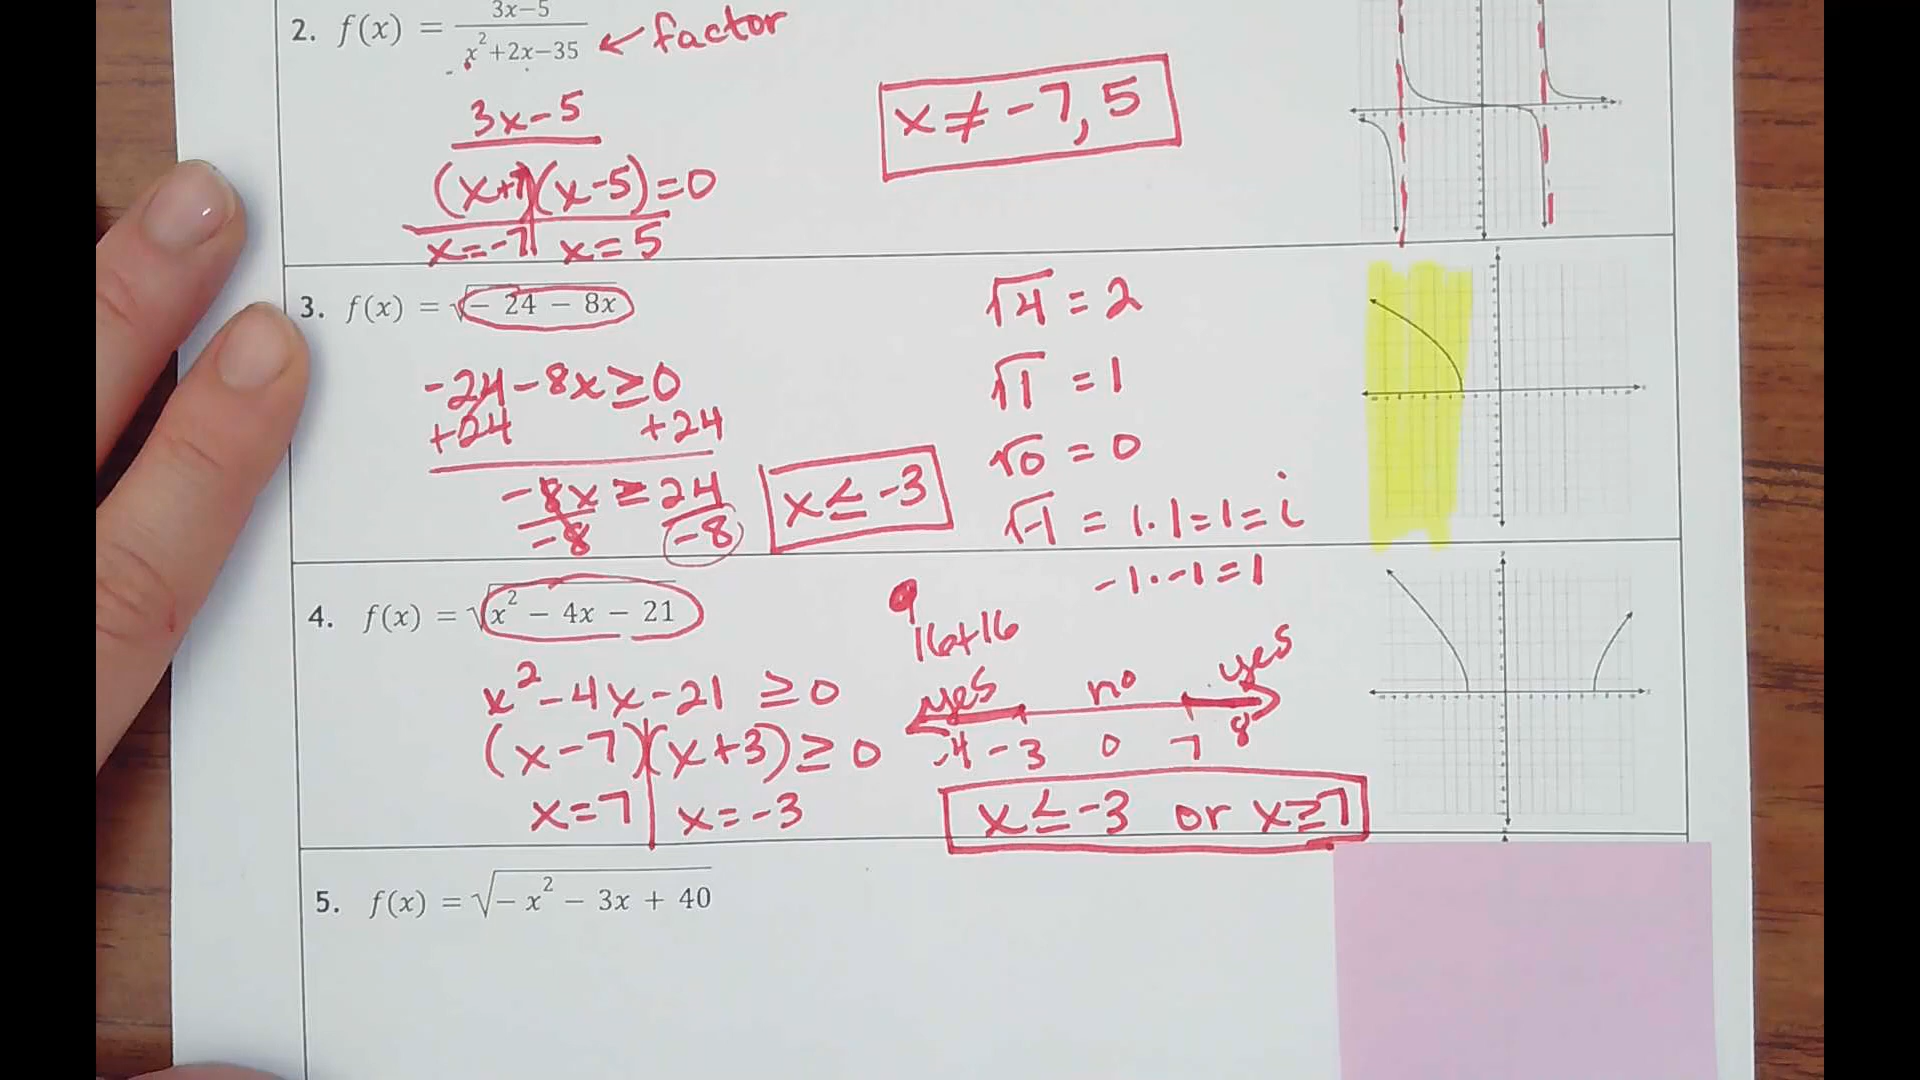 2. f(x) = 3x−5 / x²+2x−35 ← factor
3x-5
(x+7)(x-5)=0
x=-7 x=5
x≠-7,5
3. f(x) = √− 24 − 8x
-24-8x≥0
+24 +24
-8x ≥ 24
-8 -8
x≤-3
√4 = 2
√1 = 1
√0 = 0
√-1 = 1·1=1=i
-1·-1=1
4. f(x) = √x² − 4x − 21
x²-4x-21 ≥0
(x-7)(x+3)≥0
x=7 x=-3
16+16
yes no yes
-4 -3 0 7 8
x≤-3 or x≥7
5. f(x) = √− x² − 3x + 40